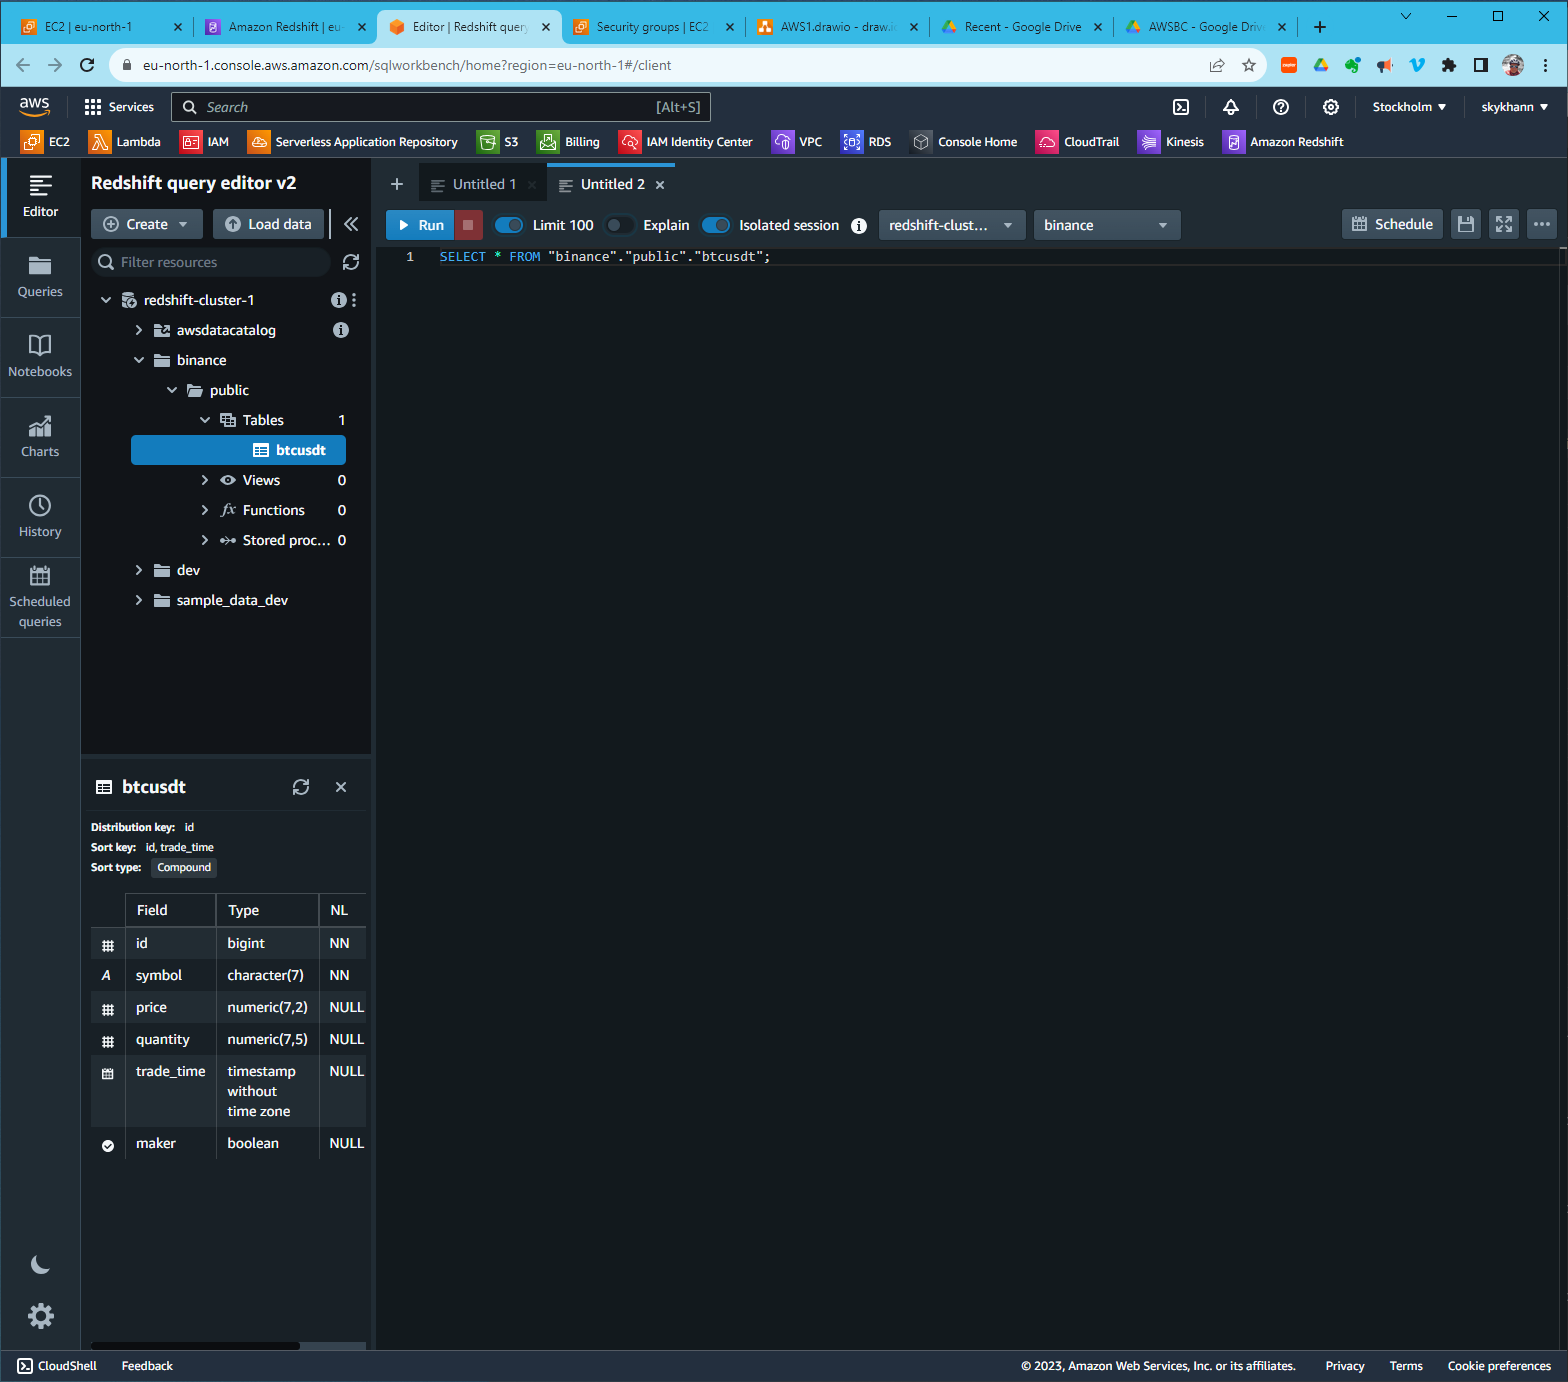 EC2 | eu-north-1
Amazon Redshift | eu-
Editor | Redshift query
Security groups | EC2
AWS1.drawio - draw.io
Recent - Google Drive
AWSBC - Google Drive
eu-north-1.console.aws.amazon.com/sqlworkbench/home?region=eu-north-1#/client
aws
Services
Search
[Alt+S]
Stockholm
skykhann
EC2
Lambda
IAM
Serverless Application Repository
S3
Billing
IAM Identity Center
VPC
RDS
Console Home
CloudTrail
Kinesis
Amazon Redshift
Editor
Queries
Notebooks
Charts
History
Scheduled
queries
Redshift query editor v2
Create
Load data
Filter resources
redshift-cluster-1
awsdatacatalog
binance
public
Tables 1
btcusdt
Views 0
Functions 0
Stored proc... 0
dev
sample_data_dev
Untitled 1
Untitled 2
Run
Limit 100
Explain
Isolated session
redshift-clust...
binance
Schedule
1 SELECT * FROM "binance"."public"."btcusdt";
btcusdt
Distribution key: id
Sort key: id, trade_time
Sort type: Compound
Field Type NL
id bigint NN
A symbol character(7) NN
price numeric(7,2) NULL
quantity numeric(7,5) NULL
trade_time timestamp NULL
without
time zone
maker boolean NULL
CloudShell
Feedback
© 2023, Amazon Web Services, Inc. or its affiliates.
Privacy
Terms
Cookie preferences